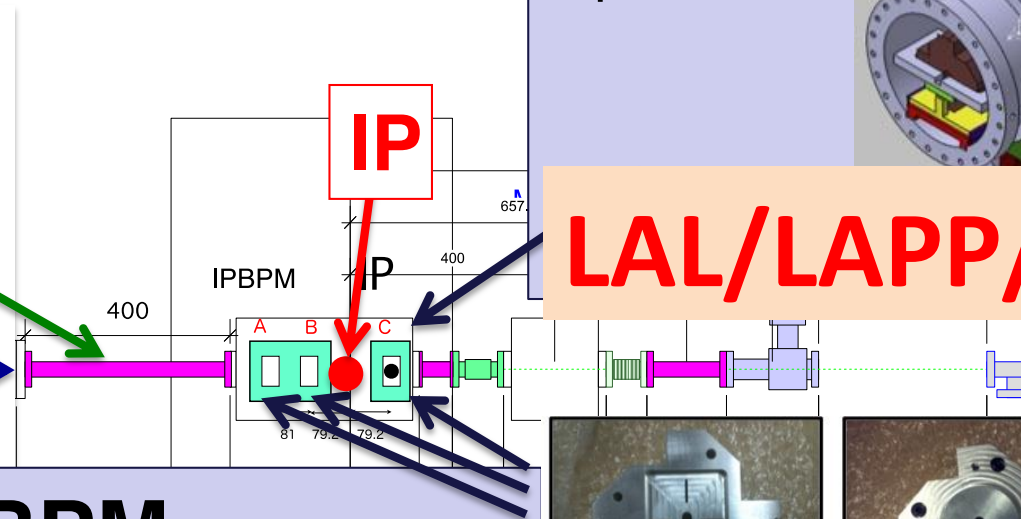 IP
657.
LAL/LAPP/
IP
IPBPM
400
400
A B C
81 79.2 79.2
BPM